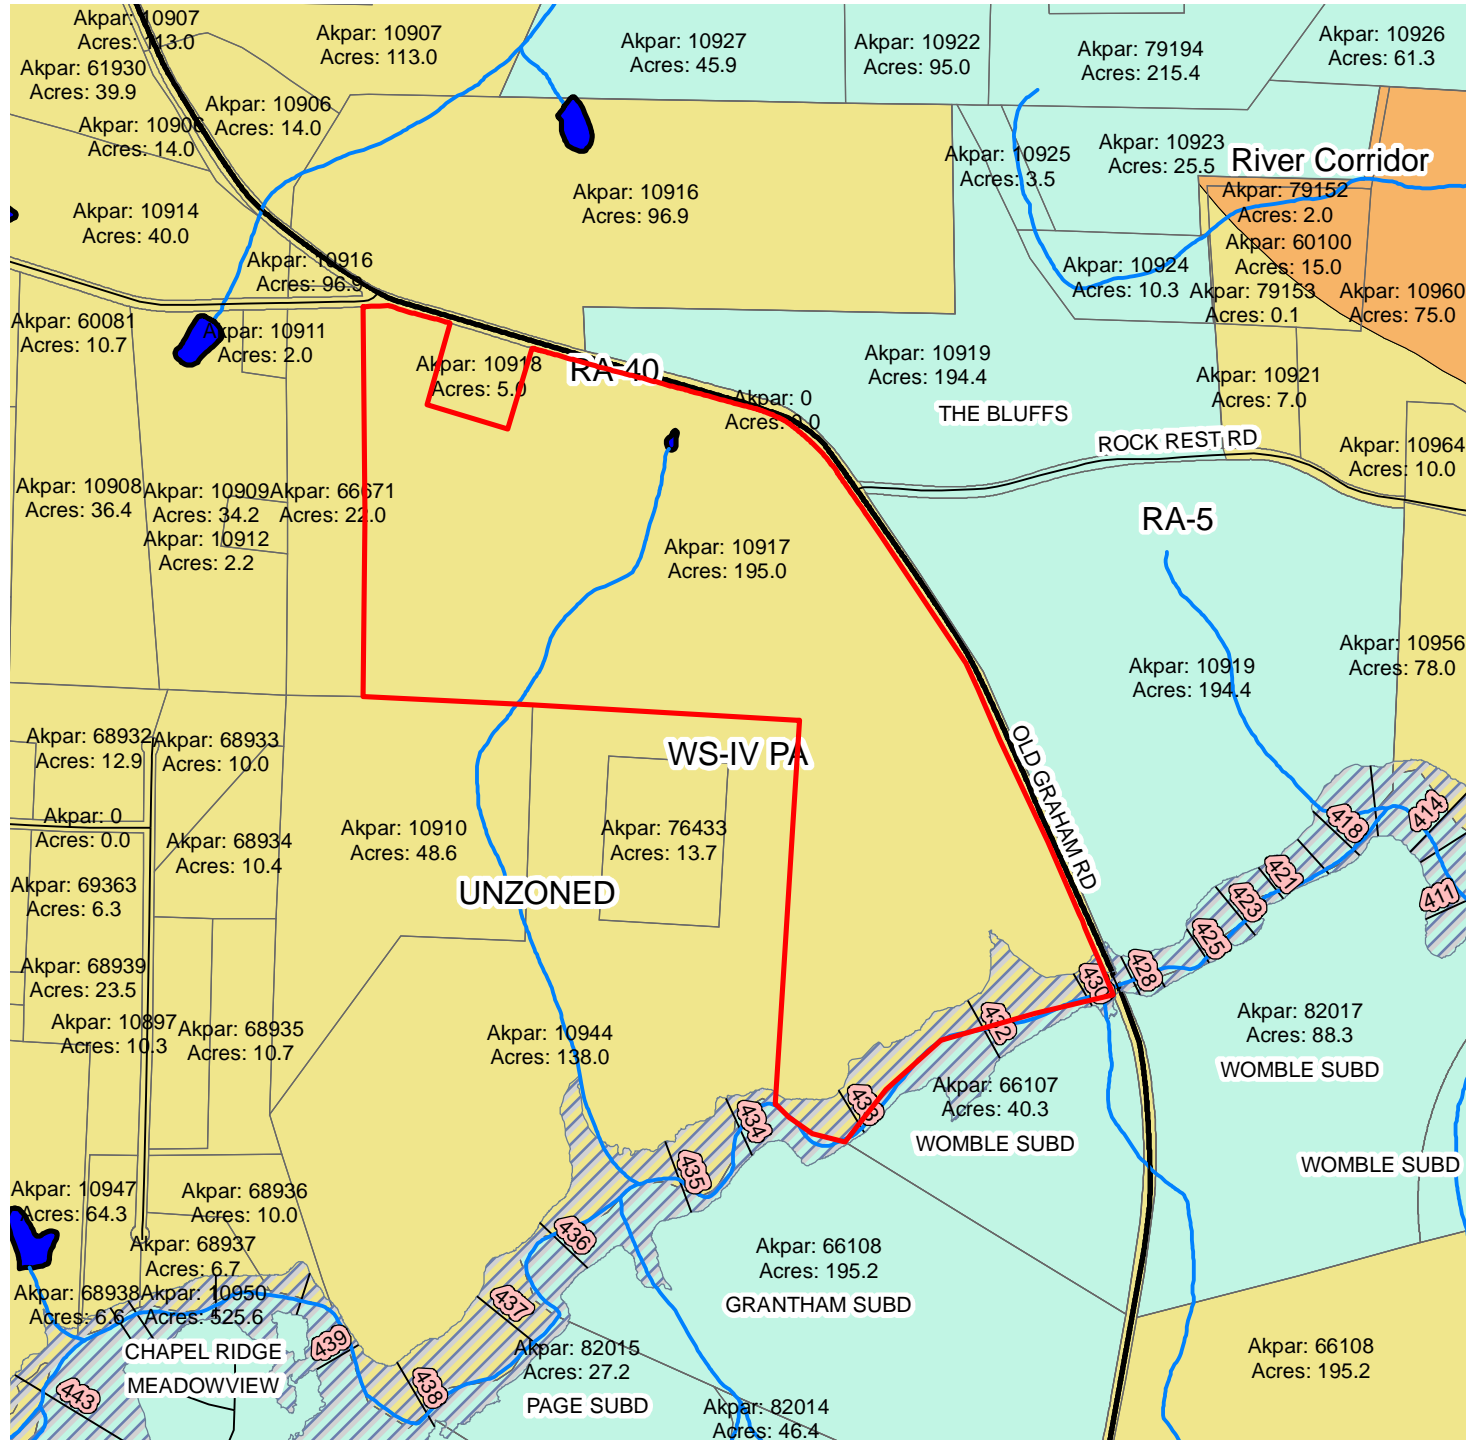 Akpar: 10907
Acres: 113.0
Akpar: 10907
Acres: 113.0
Akpar: 10927
Acres: 45.9
Akpar: 10922
Acres: 95.0
Akpar: 79194
Acres: 215.4
Akpar: 10926
Acres: 61.3
Akpar: 61930
Acres: 39.9
Akpar: 10906
Acres: 14.0
Akpar: 10906
Acres: 14.0
Akpar: 10925
Acres: 3.5
Akpar: 10923
Acres: 25.5
River Corridor
Akpar: 10914
Acres: 40.0
Akpar: 10916
Acres: 96.9
Akpar: 79152
Acres: 2.0
Akpar: 60100
Acres: 15.0
Akpar: 10916
Acres: 96.9
Akpar: 10924
Acres: 10.3
Akpar: 79153
Acres: 0.1
Akpar: 10960
Acres: 75.0
Akpar: 60081
Acres: 10.7
Akpar: 10911
Acres: 2.0
Akpar: 10918
Acres: 5.0
RA-40
Akpar: 0
Acres: 0.0
Akpar: 10919
Acres: 194.4
THE BLUFFS
Akpar: 10921
Acres: 7.0
ROCK REST RD
Akpar: 10964
Acres: 10.0
Akpar: 10908
Acres: 36.4
Akpar: 10909
Acres: 34.2
Akpar: 66671
Acres: 22.0
Akpar: 10912
Acres: 2.2
Akpar: 10917
Acres: 195.0
RA-5
Akpar: 10919
Acres: 194.4
Akpar: 10956
Acres: 78.0
Akpar: 68932
Acres: 12.9
Akpar: 68933
Acres: 10.0
WS-IV PA
OLD GRAHAM RD
Akpar: 0
Acres: 0.0
Akpar: 68934
Acres: 10.4
Akpar: 10910
Acres: 48.6
Akpar: 76433
Acres: 13.7
UNZONED
418
414
411
421
423
425
428
430
432
433
434
435
436
437
438
439
443
Akpar: 69363
Acres: 6.3
Akpar: 68939
Acres: 23.5
Akpar: 10897
Acres: 10.3
Akpar: 68935
Acres: 10.7
Akpar: 10944
Acres: 138.0
Akpar: 82017
Acres: 88.3
WOMBLE SUBD
Akpar: 66107
Acres: 40.3
WOMBLE SUBD
WOMBLE SUBD
Akpar: 10947
Acres: 64.3
Akpar: 68936
Acres: 10.0
Akpar: 68937
Acres: 6.7
Akpar: 68938
Acres: 6.6
Akpar: 10950
Acres: 525.6
CHAPEL RIDGE
MEADOWVIEW
Akpar: 66108
Acres: 195.2
GRANTHAM SUBD
Akpar: 82015
Acres: 27.2
PAGE SUBD
Akpar: 82014
Acres: 46.4
Akpar: 66108
Acres: 195.2